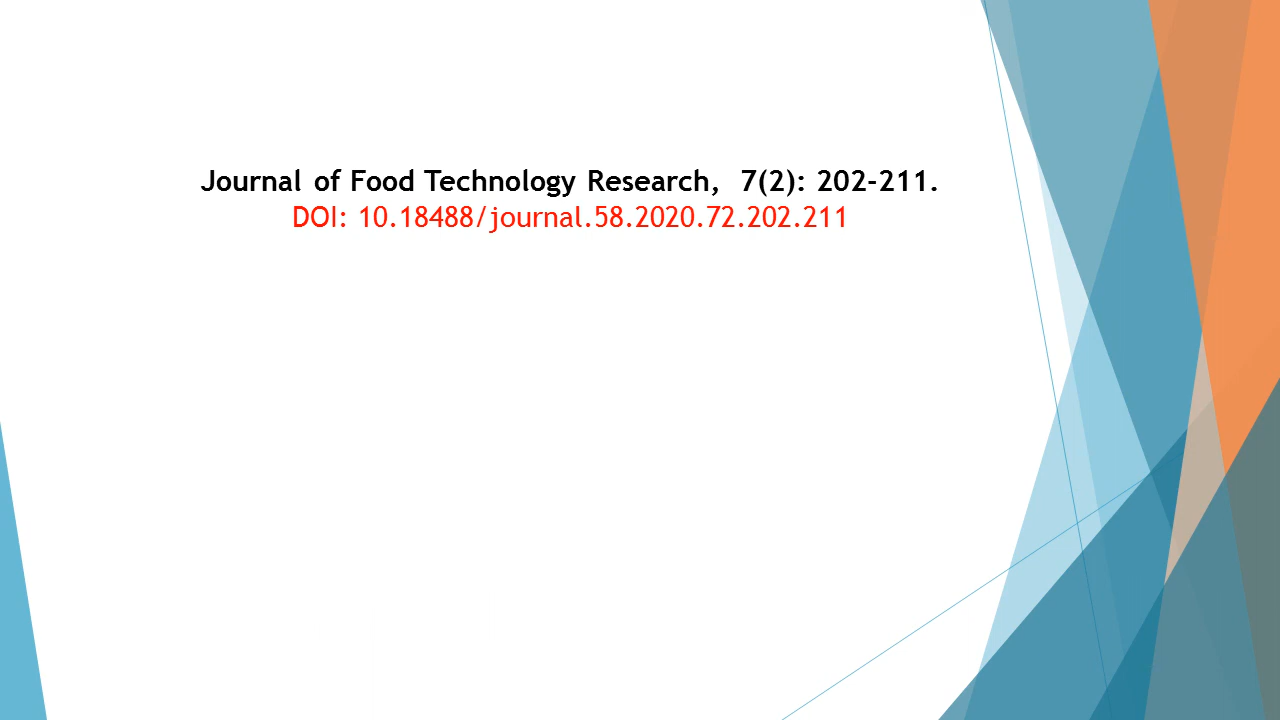 Journal of Food Technology Research, 7(2): 202-211.
DOI: 10.18488/journal.58.2020.72.202.211